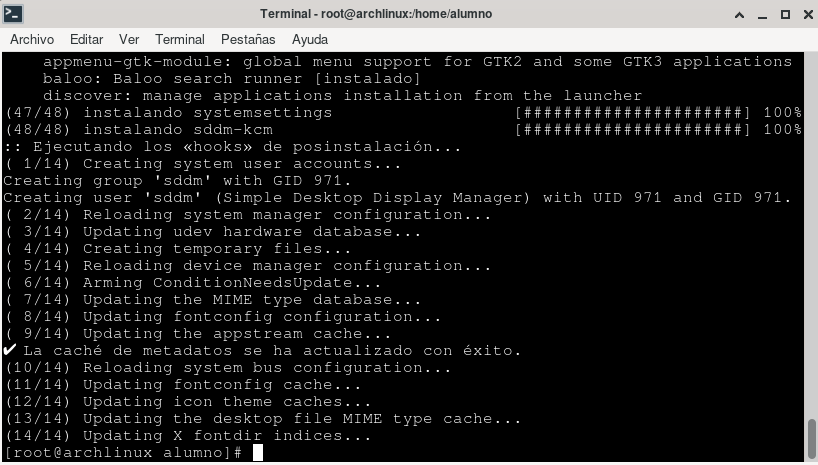 Terminal - root@archlinux:/home/alumno
Archivo Editar Ver Terminal Pestañas Ayuda
appmenu-gtk-module: global menu support for GTK2 and some GTK3 applications
baloo: Baloo search runner [instalado]
discover: manage applications installation from the launcher
(47/48) instalando systemsettings [######################] 100%
(48/48) instalando sddm-kcm [######################] 100%
:: Ejecutando los «hooks» de posinstalación...
( 1/14) Creating system user accounts...
Creating group 'sddm' with GID 971.
Creating user 'sddm' (Simple Desktop Display Manager) with UID 971 and GID 971.
( 2/14) Reloading system manager configuration...
( 3/14) Updating udev hardware database...
( 4/14) Creating temporary files...
( 5/14) Reloading device manager configuration...
( 6/14) Arming ConditionNeedsUpdate...
( 7/14) Updating the MIME type database...
( 8/14) Updating fontconfig configuration...
( 9/14) Updating the appstream cache...
✔ La caché de metadatos se ha actualizado con éxito.
(10/14) Reloading system bus configuration...
(11/14) Updating fontconfig cache...
(12/14) Updating icon theme caches...
(13/14) Updating the desktop file MIME type cache...
(14/14) Updating X fontdir indices...
[root@archlinux alumno]#